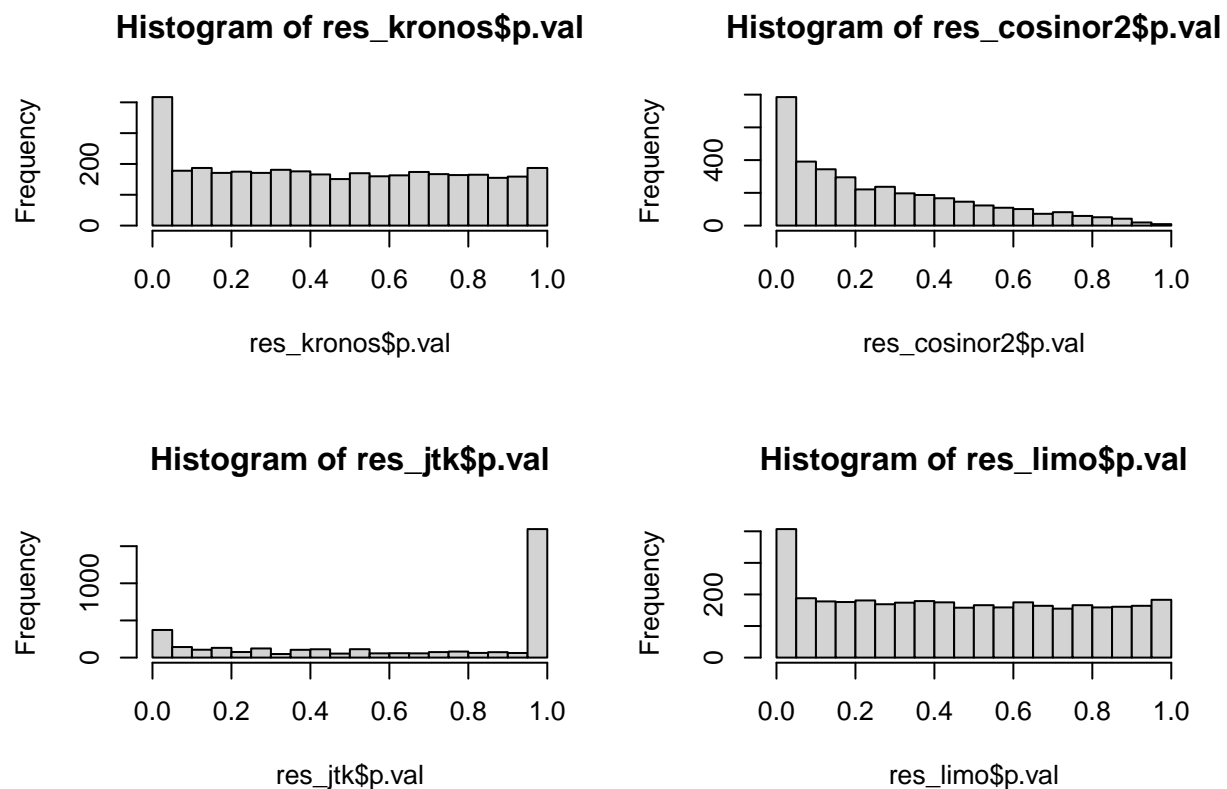 Histogram of res_kronos$p.val
Frequency
0
200
0.0 0.2 0.4 0.6 0.8 1.0
res_kronos$p.val
Histogram of res_cosinor2$p.val
Frequency
0
400
0.0 0.2 0.4 0.6 0.8 1.0
res_cosinor2$p.val
Histogram of res_jtk$p.val
Frequency
0
1000
0.0 0.2 0.4 0.6 0.8 1.0
res_jtk$p.val
Histogram of res_limo$p.val
Frequency
0
200
0.0 0.2 0.4 0.6 0.8 1.0
res_limo$p.val